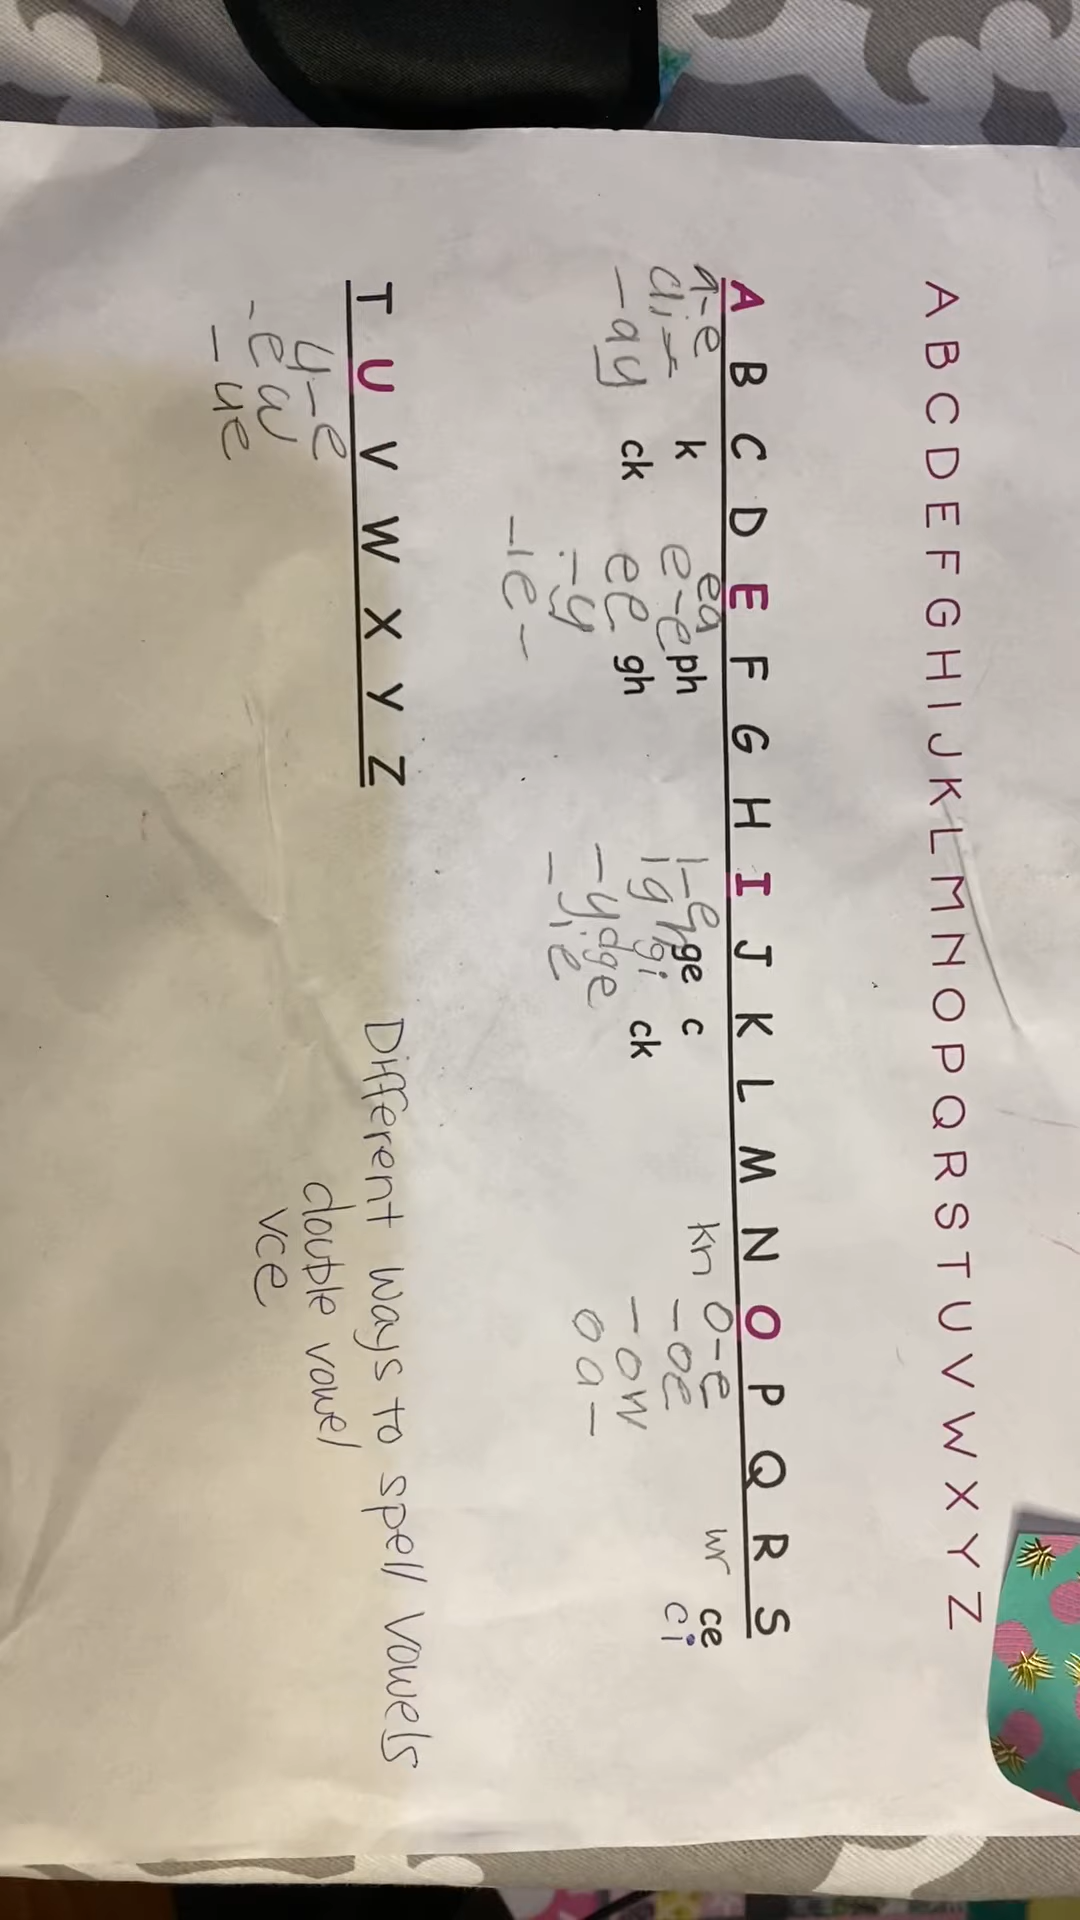 A B C D E F G H I J K L M N O P Q R S T U V W X Y Z
A B C D E F G H I J K L M N O P Q R S
a-e
ai-
-ay
k
ck
ea
e-e
ee
-y
-ie-
ph
gh
i-e
igh
-y
-ie
ge
gi
dge
c
ck
kn
o-e
-oe
-ow
oa-
wr
ce
ci
T U V W X Y Z
u-e
-ew
-ue
Different ways to spell vowels
double vowel
vce